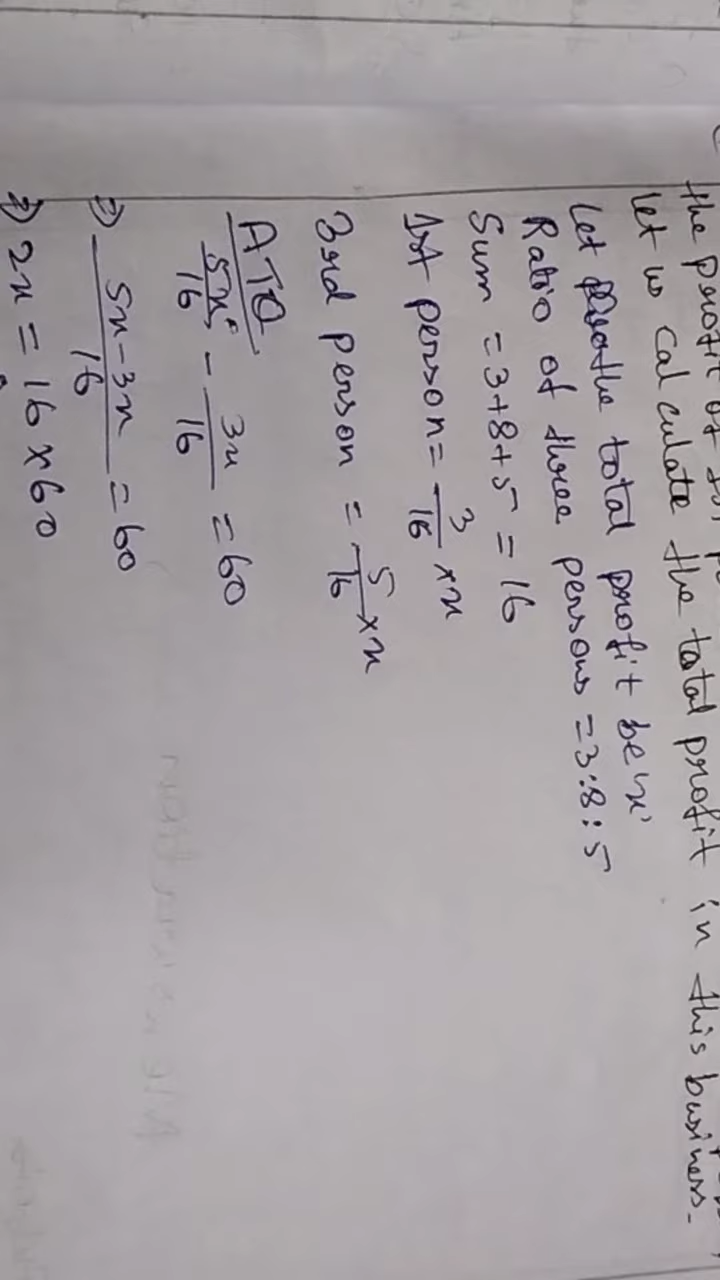 the profit of
let us calculate the total profit in this business.
Let the total profit be 'x'
Ratio of three persons = 3:8:5
Sum = 3+8+5 = 16
1st person = 3/16 × x
3rd person = 5/16 × x
ATQ
5x/16 - 3x/16 = 60
⇒ 5x-3x/16 = 60
⇒ 2x = 16 × 60